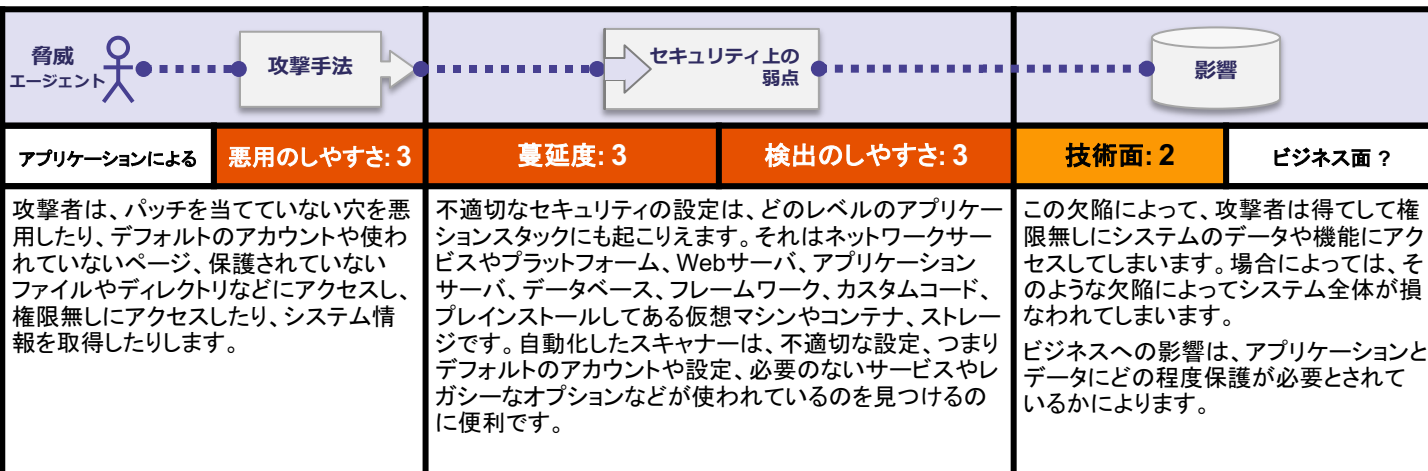 脅威
エージェント
攻撃手法
セキュリティ上の
弱点
影響
アプリケーションによる
悪用のしやすさ: 3
蔓延度: 3
検出のしやすさ: 3
技術面: 2
ビジネス面 ?
攻撃者は、パッチを当てていない穴を悪
用したり、デフォルトのアカウントや使わ
れていないページ、保護されていない
ファイルやディレクトリなどにアクセスし、
権限無しにアクセスしたり、システム情
報を取得したりします。
不適切なセキュリティの設定は、どのレベルのアプリケー
ションスタックにも起こりえます。それはネットワークサー
ビスやプラットフォーム、Webサーバ、アプリケーション
サーバ、データベース、フレームワーク、カスタムコード、
プレインストールしてある仮想マシンやコンテナ、ストレー
ジです。自動化したスキャナーは、不適切な設定、つまり
デフォルトのアカウントや設定、必要のないサービスやレ
ガシーなオプションなどが使われているのを見つけるの
に便利です。
この欠陥によって、攻撃者は得てして権
限無しにシステムのデータや機能にアク
セスしてしまいます。場合によっては、そ
のような欠陥によってシステム全体が損
なわれてしまいます。
ビジネスへの影響は、アプリケーションと
データにどの程度保護が必要とされて
いるかによります。